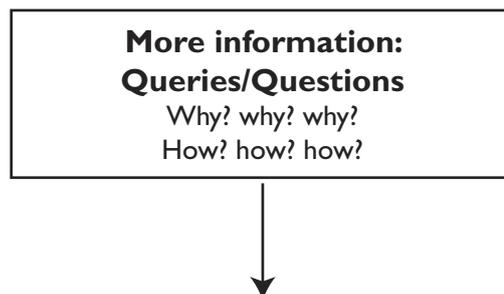 More information:
Queries/Questions
Why? why? why?
How? how? how?